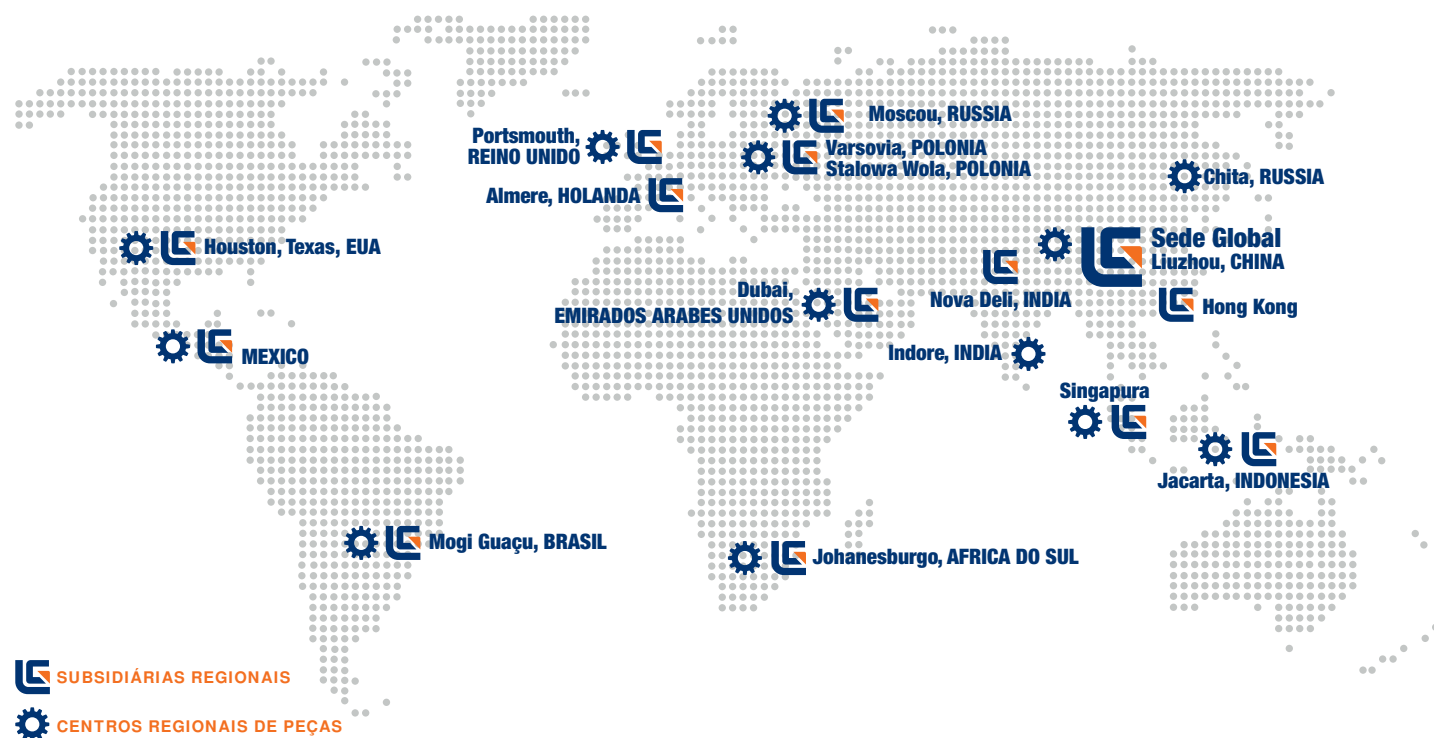 Moscou, RUSSIA
Portsmouth,
REINO UNIDO
Varsovia, POLONIA
Stalowa Wola, POLONIA
Chita, RUSSIA
Almere, HOLANDA
Houston, Texas, EUA
Sede Global
Liuzhou, CHINA
Dubai,
EMIRADOS ARABES UNIDOS
Nova Deli, INDIA
Hong Kong
MEXICO
Indore, INDIA
Singapura
Jacarta, INDONESIA
Mogi Guaçu, BRASIL
Johanesburgo, AFRICA DO SUL
SUBSIDIÁRIAS REGIONAIS
CENTROS REGIONAIS DE PEÇAS